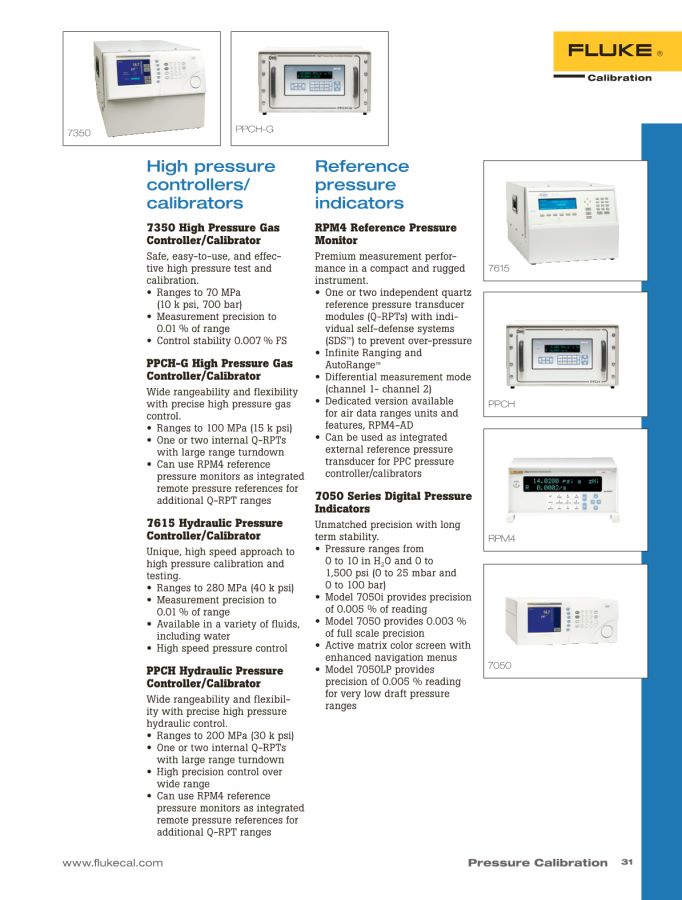 7350
PPCH-G
FLUKE ®
Calibration
High pressure
controllers/
calibrators
7350 High Pressure Gas
Controller/Calibrator
Safe, easy-to-use, and effec-
tive high pressure test and
calibration.
• Ranges to 70 MPa
(10 k psi, 700 bar)
• Measurement precision to
0.01 % of range
• Control stability 0.007 % FS
PPCH-G High Pressure Gas
Controller/Calibrator
Wide rangeability and flexibility
with precise high pressure gas
control.
• Ranges to 100 MPa (15 k psi)
• One or two internal Q-RPTs
with large range turndown
• Can use RPM4 reference
pressure monitors as integrated
remote pressure references for
additional Q-RPT ranges
7615 Hydraulic Pressure
Controller/Calibrator
Unique, high speed approach to
high pressure calibration and
testing.
• Ranges to 280 MPa (40 k psi)
• Measurement precision to
0.01 % of range
• Available in a variety of fluids,
including water
• High speed pressure control
PPCH Hydraulic Pressure
Controller/Calibrator
Wide rangeability and flexibil-
ity with precise high pressure
hydraulic control.
• Ranges to 200 MPa (30 k psi)
• One or two internal Q-RPTs
with large range turndown
• High precision control over
wide range
• Can use RPM4 reference
pressure monitors as integrated
remote pressure references for
additional Q-RPT ranges
Reference
pressure
indicators
RPM4 Reference Pressure
Monitor
Premium measurement perfor-
mance in a compact and rugged
instrument.
• One or two independent quartz
reference pressure transducer
modules (Q-RPTs) with indi-
vidual self-defense systems
(SDS™) to prevent over-pressure
• Infinite Ranging and
AutoRange™
• Differential measurement mode
(channel 1- channel 2)
• Dedicated version available
for air data ranges units and
features, RPM4-AD
• Can be used as integrated
external reference pressure
transducer for PPC pressure
controller/calibrators
7050 Series Digital Pressure
Indicators
Unmatched precision with long
term stability.
• Pressure ranges from
0 to 10 in H₂O and 0 to
1,500 psi (0 to 25 mbar and
0 to 100 bar)
• Model 7050i provides precision
of 0.005 % of reading
• Model 7050 provides 0.003 %
of full scale precision
• Active matrix color screen with
enhanced navigation menus
• Model 7050LP provides
precision of 0.005 % reading
for very low draft pressure
ranges
7615
PPCH
14.0200 psi a zHi
R 0.0002/s
RPM4
7050
www.flukecal.com
Pressure Calibration 31